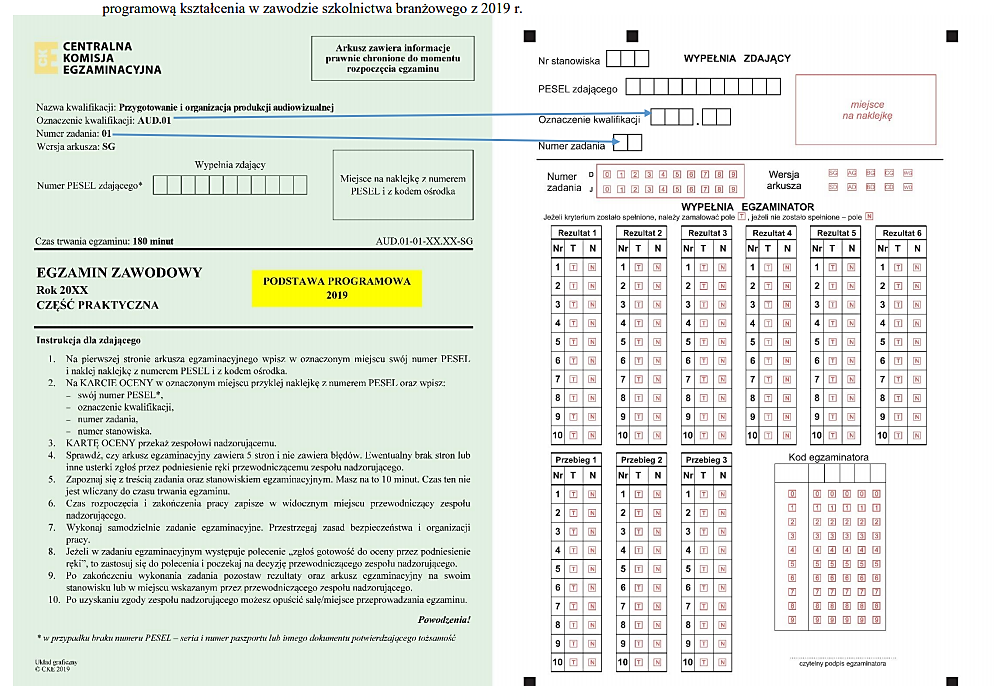 programową kształcenia w zawodzie szkolnictwa branżowego z 2019 r.
CKE
CENTRALNA
KOMISJA
EGZAMINACYJNA
Arkusz zawiera informacje
prawnie chronione do momentu
rozpoczęcia egzaminu
Nazwa kwalifikacji: Przygotowanie i organizacja produkcji audiowizualnej
Oznaczenie kwalifikacji: AUD.01
Numer zadania: 01
Wersja arkusza: SG
Wypełnia zdający
Numer PESEL zdającego*
Miejsce na naklejkę z numerem
PESEL i z kodem ośrodka
Czas trwania egzaminu: 180 minut
AUD.01-01-XX.XX-SG
EGZAMIN ZAWODOWY
Rok 20XX
CZĘŚĆ PRAKTYCZNA
PODSTAWA PROGRAMOWA
2019
Instrukcja dla zdającego
1. Na pierwszej stronie arkusza egzaminacyjnego wpisz w oznaczonym miejscu swój numer PESEL
i naklej naklejkę z numerem PESEL i z kodem ośrodka.
2. Na KARCIE OCENY w oznaczonym miejscu przyklej naklejkę z numerem PESEL oraz wpisz:
– swój numer PESEL*,
– oznaczenie kwalifikacji,
– numer zadania,
– numer stanowiska.
3. KARTĘ OCENY przekaż zespołowi nadzorującemu.
4. Sprawdź, czy arkusz egzaminacyjny zawiera 5 stron i nie zawiera błędów. Ewentualny brak stron lub
inne usterki zgłoś przez podniesienie ręki przewodniczącemu zespołu nadzorującego.
5. Zapoznaj się z treścią zadania oraz stanowiskiem egzaminacyjnym. Masz na to 10 minut. Czas ten nie
jest wliczany do czasu trwania egzaminu.
6. Czas rozpoczęcia i zakończenia pracy zapisze w widocznym miejscu przewodniczący zespołu
nadzorującego.
7. Wykonaj samodzielnie zadanie egzaminacyjne. Przestrzegaj zasad bezpieczeństwa i organizacji
pracy.
8. Jeżeli w zadaniu egzaminacyjnym występuje polecenie „zgłoś gotowość do oceny przez podniesienie
ręki”, to zastosuj się do polecenia i poczekaj na decyzję przewodniczącego zespołu nadzorującego.
9. Po zakończeniu wykonania zadania pozostaw rezultaty oraz arkusz egzaminacyjny na swoim
stanowisku lub w miejscu wskazanym przez przewodniczącego zespołu nadzorującego.
10. Po uzyskaniu zgody zespołu nadzorującego możesz opuścić salę/miejsce przeprowadzania egzaminu.
Powodzenia!
* w przypadku braku numeru PESEL – seria i numer paszportu lub innego dokumentu potwierdzającego tożsamość
Układ graficzny
© CKE 2019
Nr stanowiska
WYPEŁNIA ZDAJĄCY
PESEL zdającego
Oznaczenie kwalifikacji
.
Numer zadania
miejsce
na naklejkę
Numer
zadania
D 0 1 2 3 4 5 6 7 8 9
J 0 1 2 3 4 5 6 7 8 9
Wersja
arkusza
WYPEŁNIA EGZAMINATOR
Jeżeli kryterium zostało spełnione, należy zamalować pole T, jeżeli nie zostało spełnione – pole N
Rezultat 1 Rezultat 2 Rezultat 3 Rezultat 4 Rezultat 5 Rezultat 6
Nr T N Nr T N Nr T N Nr T N Nr T N Nr T N
1 T N 1 T N 1 T N 1 T N 1 T N 1 T N
2 T N 2 T N 2 T N 2 T N 2 T N 2 T N
3 T N 3 T N 3 T N 3 T N 3 T N 3 T N
4 T N 4 T N 4 T N 4 T N 4 T N 4 T N
5 T N 5 T N 5 T N 5 T N 5 T N 5 T N
6 T N 6 T N 6 T N 6 T N 6 T N 6 T N
7 T N 7 T N 7 T N 7 T N 7 T N 7 T N
8 T N 8 T N 8 T N 8 T N 8 T N 8 T N
9 T N 9 T N 9 T N 9 T N 9 T N 9 T N
10 T N 10 T N 10 T N 10 T N 10 T N 10 T N
Przebieg 1 Przebieg 2 Przebieg 3
Nr T N Nr T N Nr T N
1 T N 1 T N 1 T N
2 T N 2 T N 2 T N
3 T N 3 T N 3 T N
4 T N 4 T N 4 T N
5 T N 5 T N 5 T N
6 T N 6 T N 6 T N
7 T N 7 T N 7 T N
8 T N 8 T N 8 T N
9 T N 9 T N 9 T N
10 T N 10 T N 10 T N
Kod egzaminatora
0 0 0 0 0 0
1 1 1 1 1 1
2 2 2 2 2 2
3 3 3 3 3 3
4 4 4 4 4 4
5 5 5 5 5 5
6 6 6 6 6 6
7 7 7 7 7 7
8 8 8 8 8 8
9 9 9 9 9 9
czytelny podpis egzaminatora